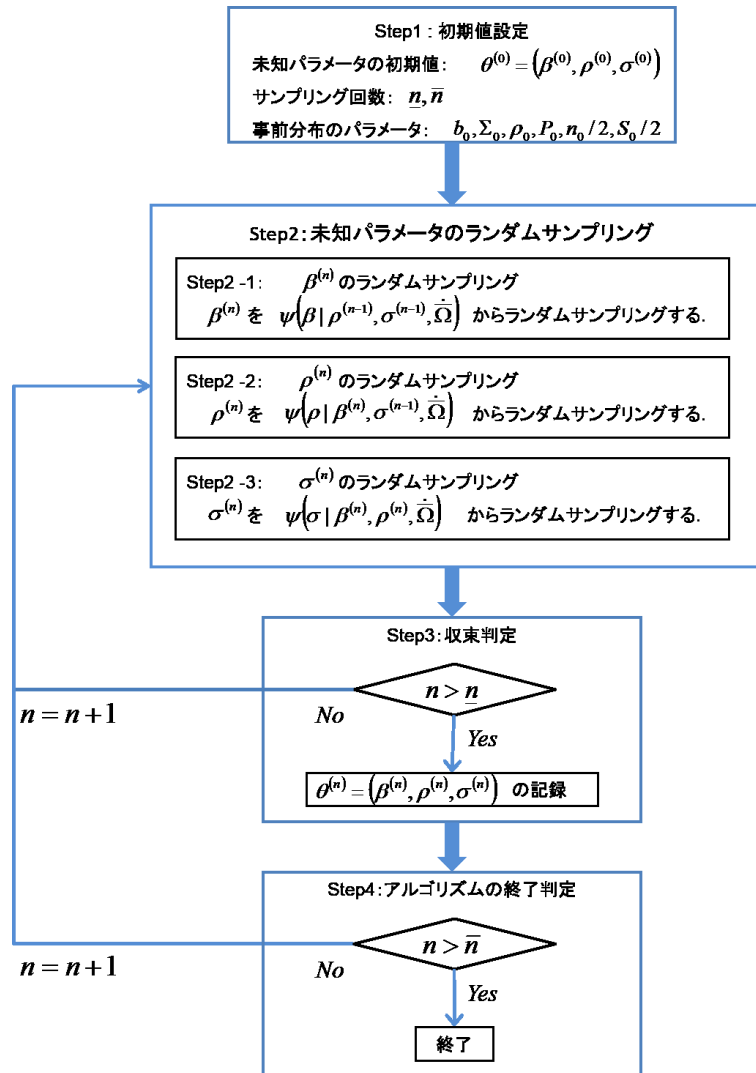 Step1：初期値設定
未知パラメータの初期値： θ^(0) = (β^(0), ρ^(0), σ^(0))
サンプリング回数： n̲, n̅
事前分布のパラメータ： b₀, Σ₀, ρ₀, P₀, n₀/2, S₀/2
Step2：未知パラメータのランダムサンプリング
Step2 -1： β^(n) のランダムサンプリング
β^(n) を ψ(β | ρ^(n−1), σ^(n−1), Ω̅̇) からランダムサンプリングする.
Step2 -2： ρ^(n) のランダムサンプリング
ρ^(n) を ψ(ρ | β^(n), σ^(n−1), Ω̅̇) からランダムサンプリングする.
Step2 -3： σ^(n) のランダムサンプリング
σ^(n) を ψ(σ | β^(n), ρ^(n), Ω̅̇) からランダムサンプリングする.
Step3：収束判定
n > n̲
n = n+1
No
Yes
θ^(n) = (β^(n), ρ^(n), σ^(n)) の記録
Step4：アルゴリズムの終了判定
n > n̅
n = n+1
No
Yes
終了